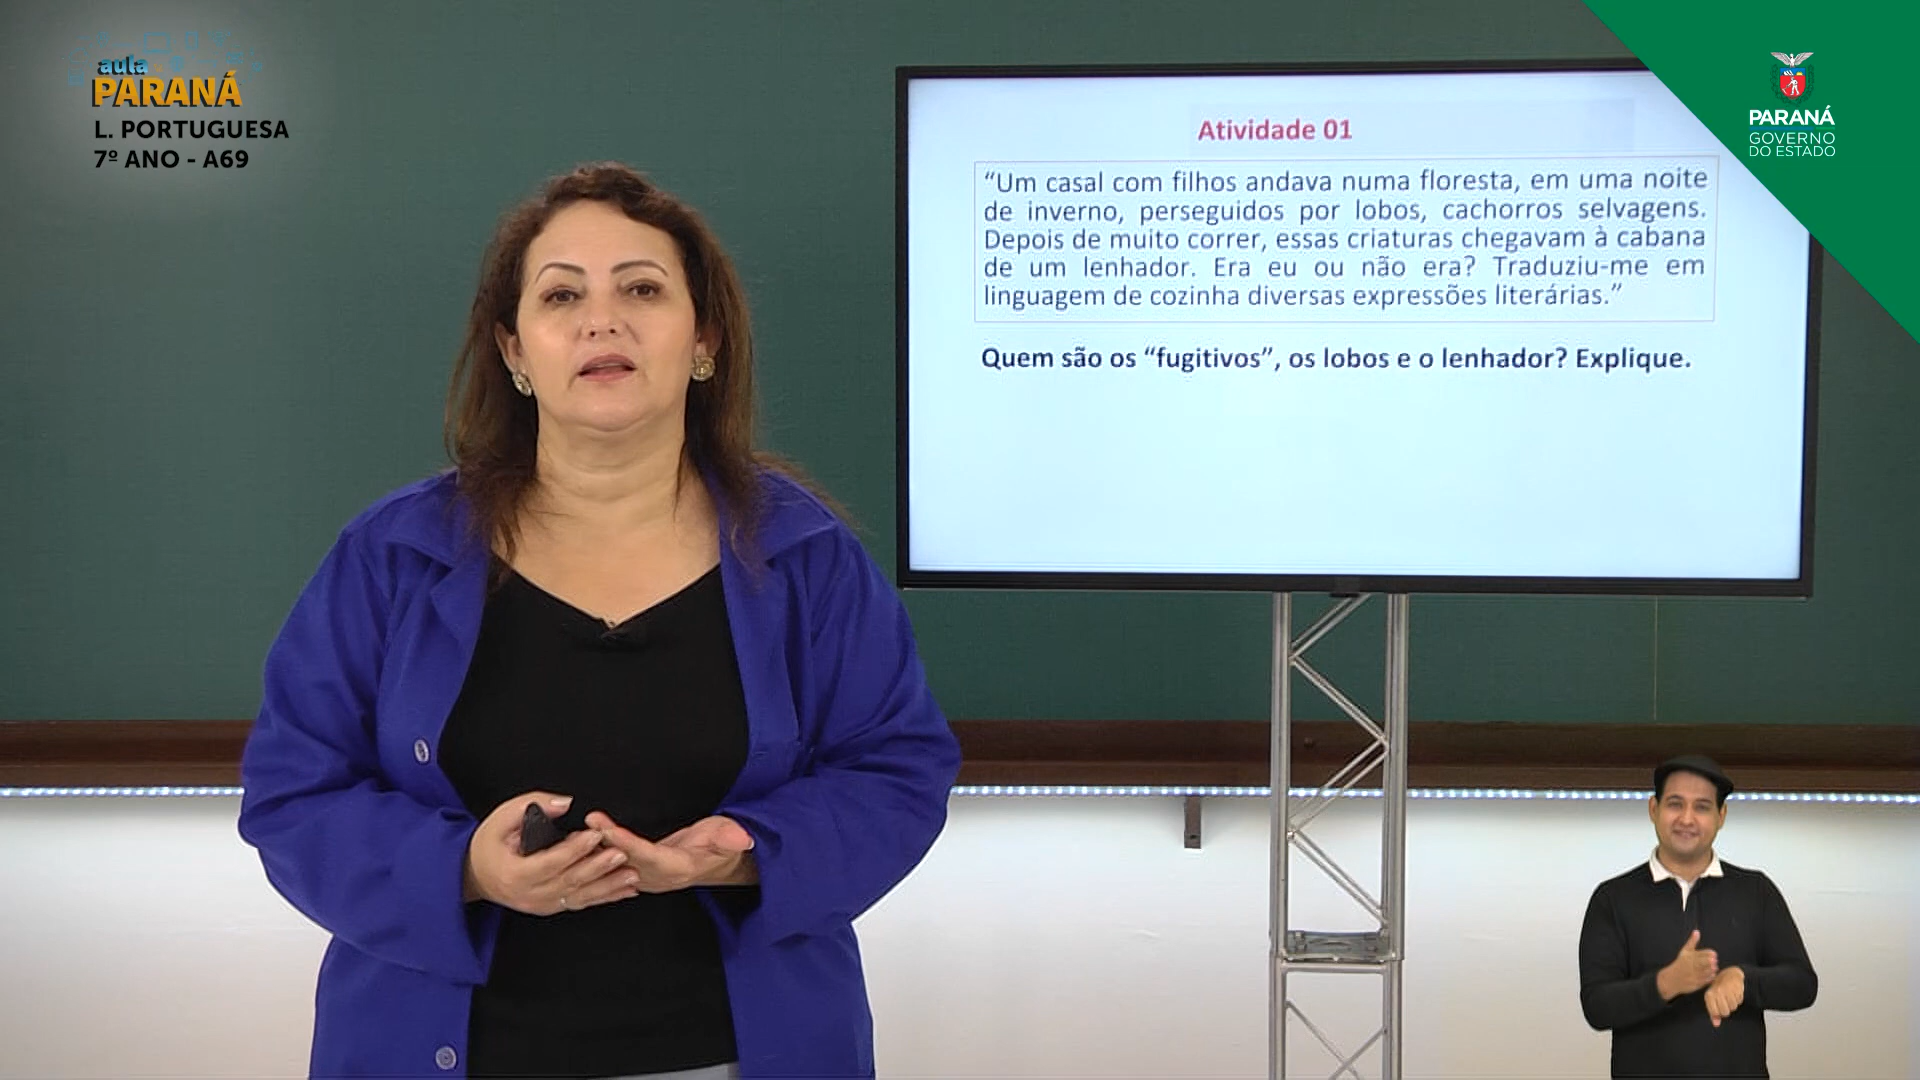 aula
PARANÁ
L. PORTUGUESA
7º ANO - A69
PARANÁ
GOVERNO
DO ESTADO
Atividade 01
“Um casal com filhos andava numa floresta, em uma noite
de inverno, perseguidos por lobos, cachorros selvagens.
Depois de muito correr, essas criaturas chegavam à cabana
de um lenhador. Era eu ou não era? Traduziu-me em
linguagem de cozinha diversas expressões literárias.”
Quem são os “fugitivos”, os lobos e o lenhador? Explique.